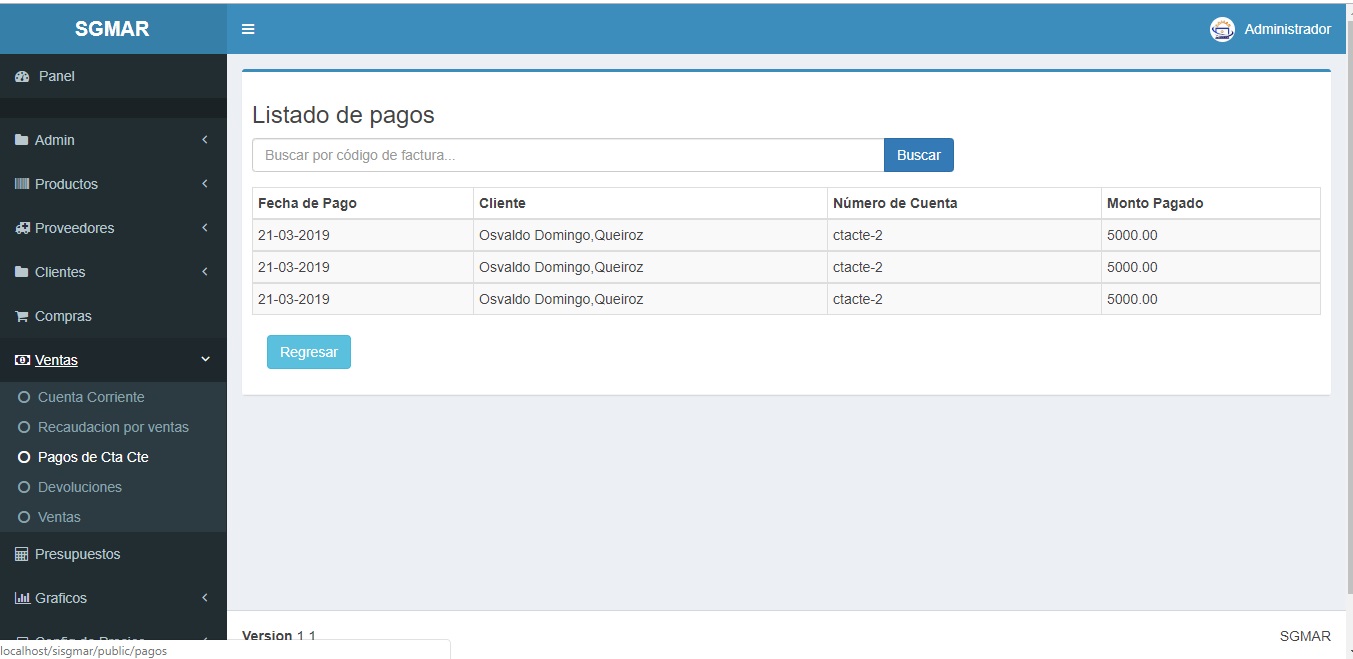 SGMAR
Administrador
Panel
Admin
Productos
Proveedores
Clientes
Compras
Ventas
Cuenta Corriente
Recaudacion por ventas
Pagos de Cta Cte
Devoluciones
Ventas
Presupuestos
Graficos
Config de Precios
Listado de pagos
Buscar por código de factura... Buscar
Fecha de Pago Cliente Número de Cuenta Monto Pagado
21-03-2019 Osvaldo Domingo,Queiroz ctacte-2 5000.00
21-03-2019 Osvaldo Domingo,Queiroz ctacte-2 5000.00
21-03-2019 Osvaldo Domingo,Queiroz ctacte-2 5000.00
Regresar
Version 1.1
SGMAR
localhost/sisgmar/public/pagos